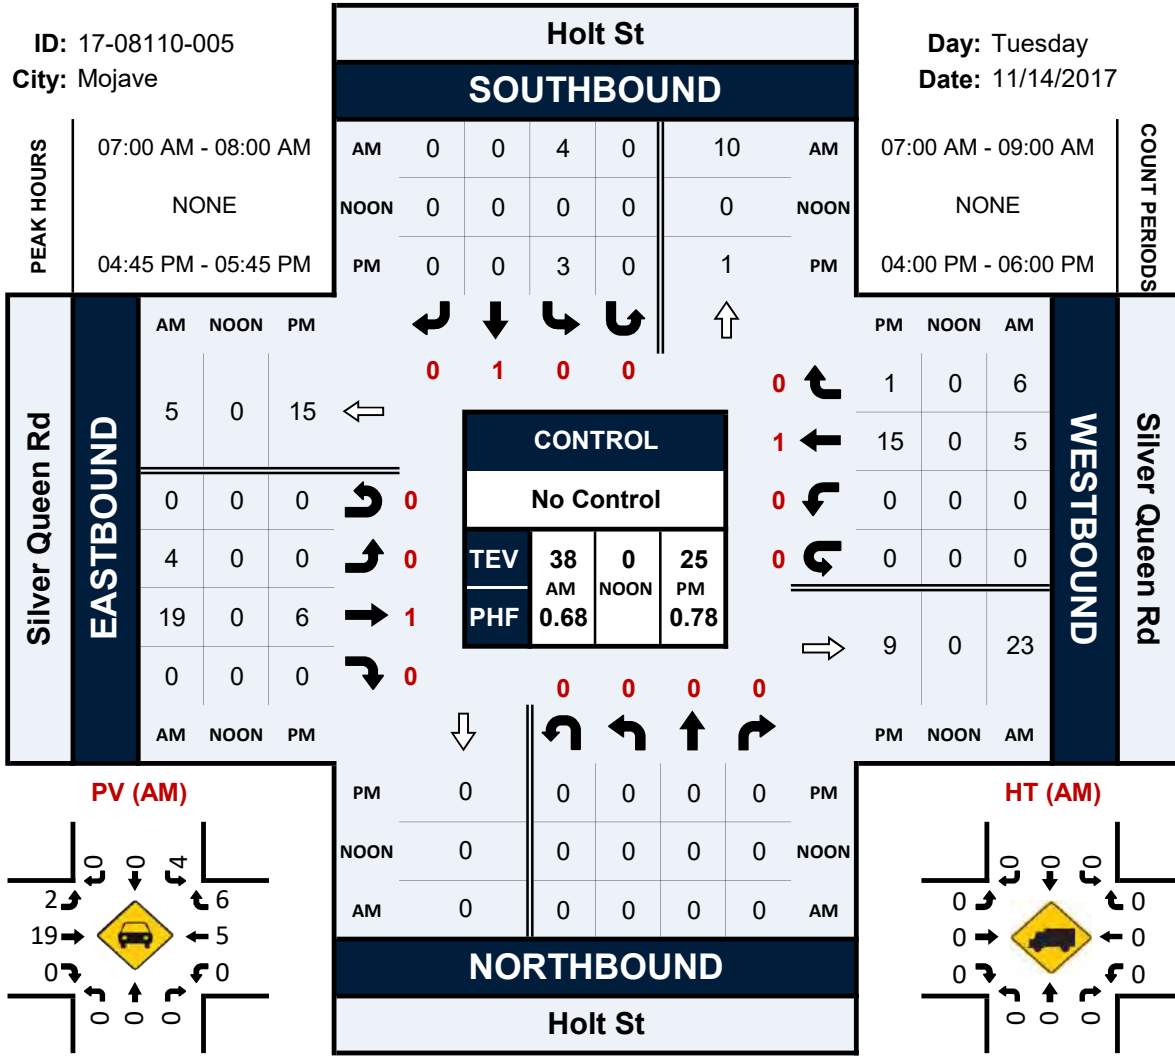 ID: 17-08110-005
City: Mojave
Holt St
SOUTHBOUND
Day: Tuesday
Date: 11/14/2017
PEAK HOURS
07:00 AM - 08:00 AM
NONE
04:45 PM - 05:45 PM
AM 0 0 4 0 10 AM
NOON 0 0 0 0 0 NOON
PM 0 0 3 0 1 PM
07:00 AM - 09:00 AM
NONE
04:00 PM - 06:00 PM
COUNT PERIODS
0 1 0 0
Silver Queen Rd
EASTBOUND
AM NOON PM
5 0 15
0 0 0 0
4 0 0 0
19 0 6 1
0 0 0 0
AM NOON PM
CONTROL
No Control
TEV 38 0 25
AM NOON PM
PHF 0.68 0.78
PM NOON AM
0 1 0 6
1 15 0 5
0 0 0 0
0 0 0 0
9 0 23
PM NOON AM
WESTBOUND
Silver Queen Rd
0 0 0 0
PM 0 0 0 0 0 PM
NOON 0 0 0 0 0 NOON
AM 0 0 0 0 0 AM
NORTHBOUND
Holt St
PV (AM)
0 0 4
2 6
19 5
0 0
0 0 0
HT (AM)
0 0 0
0 0
0 0
0 0
0 0 0